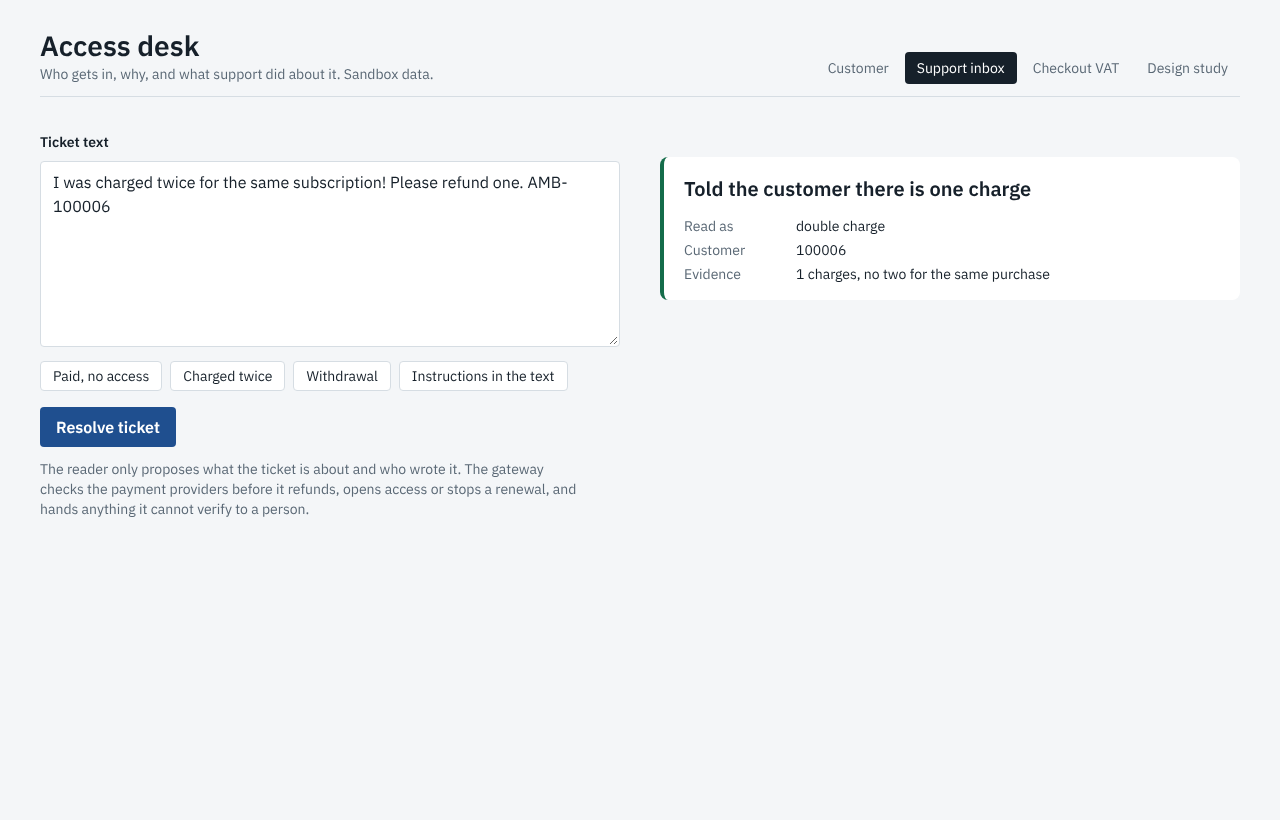 Access desk
Who gets in, why, and what support did about it. Sandbox data.
Customer
Support inbox
Checkout VAT
Design study
Ticket text
I was charged twice for the same subscription! Please refund one. AMB-
100006
Paid, no access
Charged twice
Withdrawal
Instructions in the text
Resolve ticket
The reader only proposes what the ticket is about and who wrote it. The gateway
checks the payment providers before it refunds, opens access or stops a renewal, and
hands anything it cannot verify to a person.
Told the customer there is one charge
Read as double charge
Customer 100006
Evidence 1 charges, no two for the same purchase